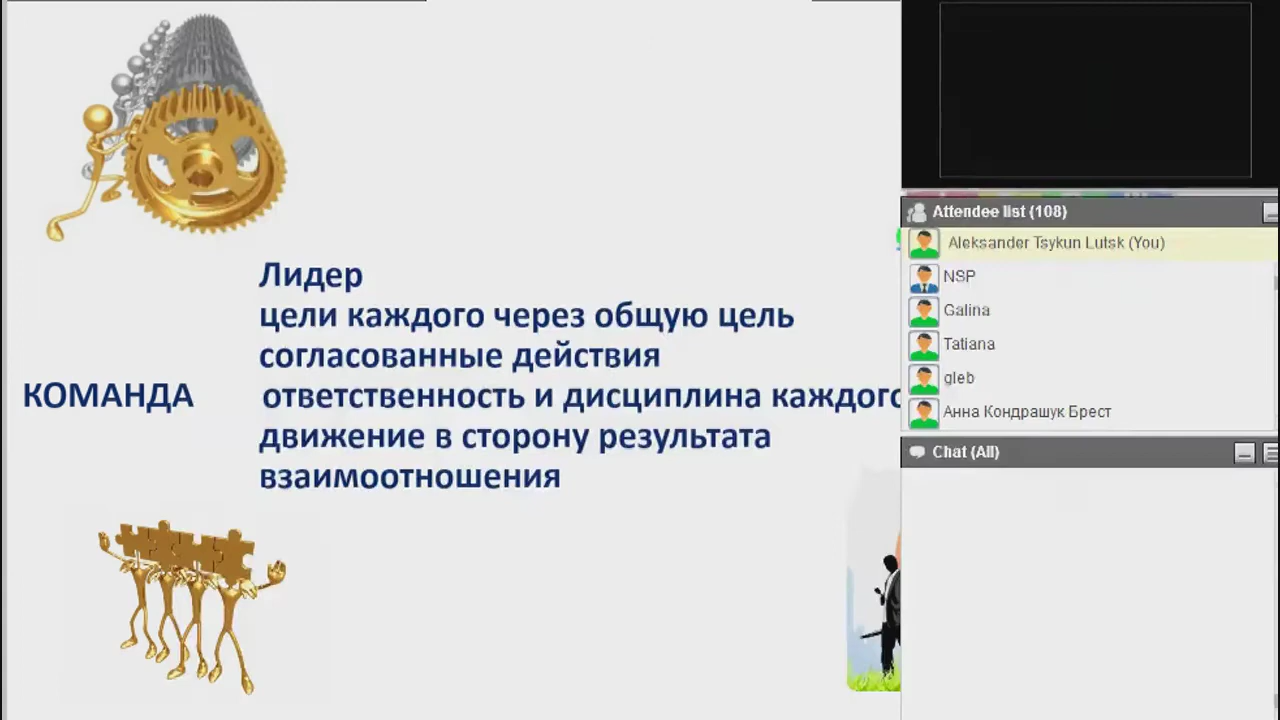 Лидер
цели каждого через общую цель
согласованные действия
КОМАНДА
ответственность и дисциплина каждого
движение в сторону результата
взаимоотношения
Attendee list (108)
Aleksander Tsykun Lutsk (You)
NSP
Galina
Tatiana
gleb
Анна Кондрашук Брест
Chat (All)